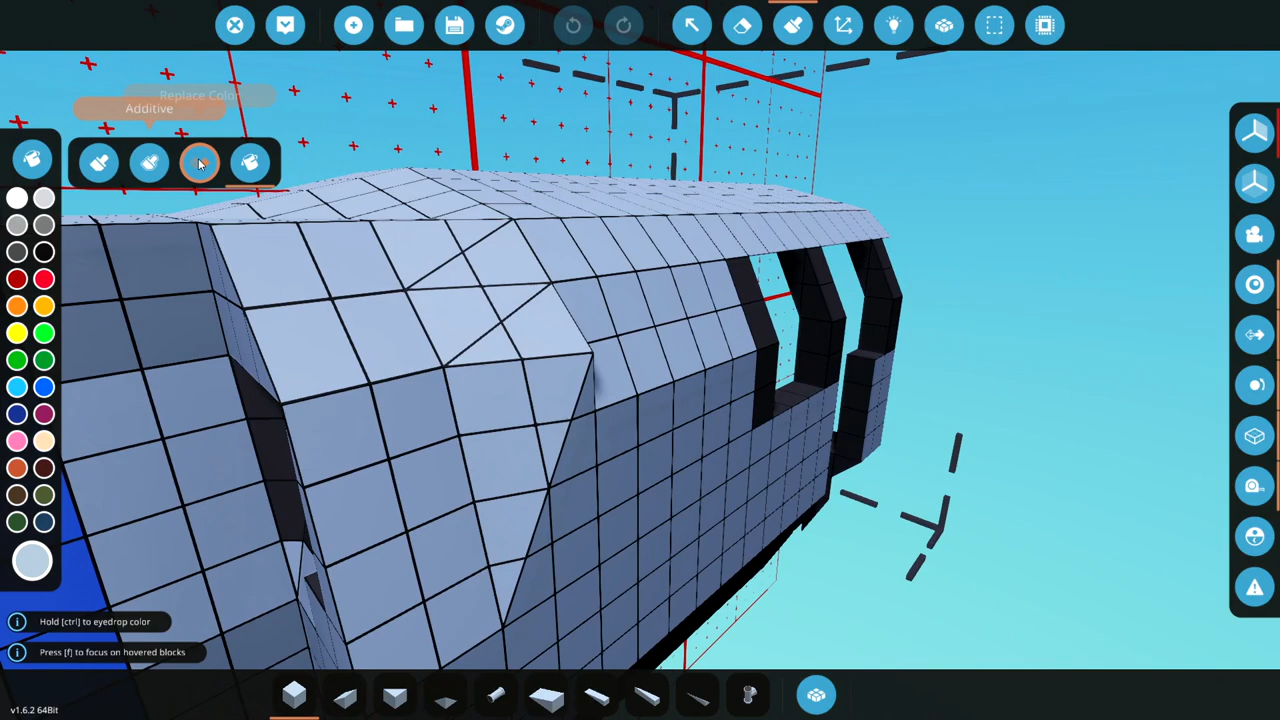 Replace Color
Additive
Hold [ctrl] to eyedrop color
Press [f] to focus on hovered blocks
v1.6.2 64Bit